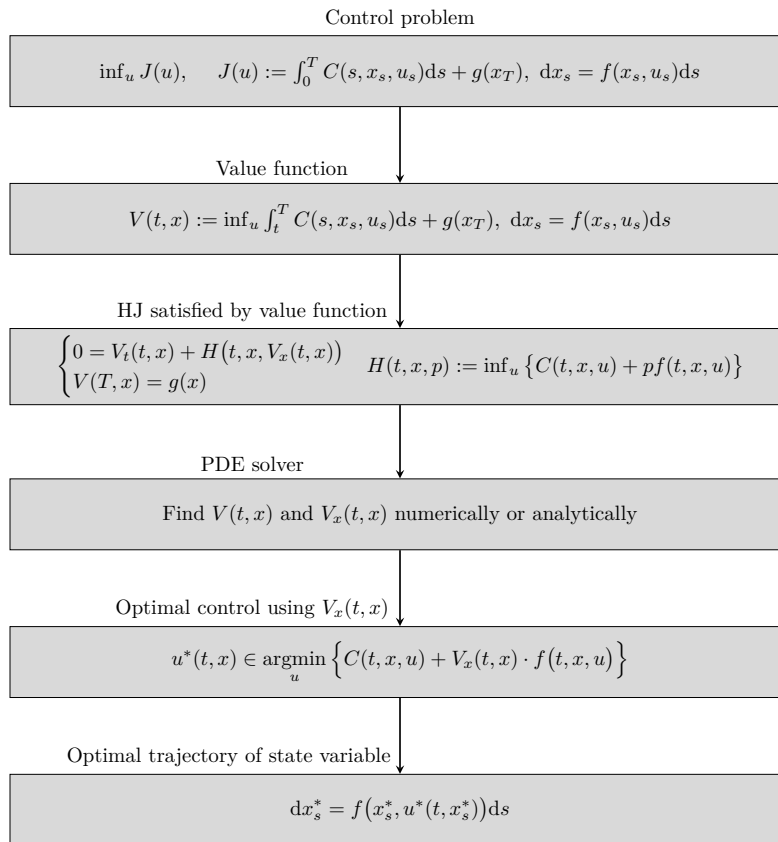 Control problem
inf_u J(u),   J(u) := ∫_0^T C(s, x_s, u_s)ds + g(x_T), dx_s = f(x_s, u_s)ds
Value function
V(t, x) := inf_u ∫_t^T C(s, x_s, u_s)ds + g(x_T), dx_s = f(x_s, u_s)ds
HJ satisfied by value function
{ 0 = V_t(t, x) + H(t, x, V_x(t, x))
V(T, x) = g(x)
H(t, x, p) := inf_u {C(t, x, u) + pf(t, x, u)}
PDE solver
Find V(t, x) and V_x(t, x) numerically or analytically
Optimal control using V_x(t, x)
u*(t, x) ∈ argmin_u {C(t, x, u) + V_x(t, x) · f(t, x, u)}
Optimal trajectory of state variable
dx*_s = f(x*_s, u*(t, x*_s))ds